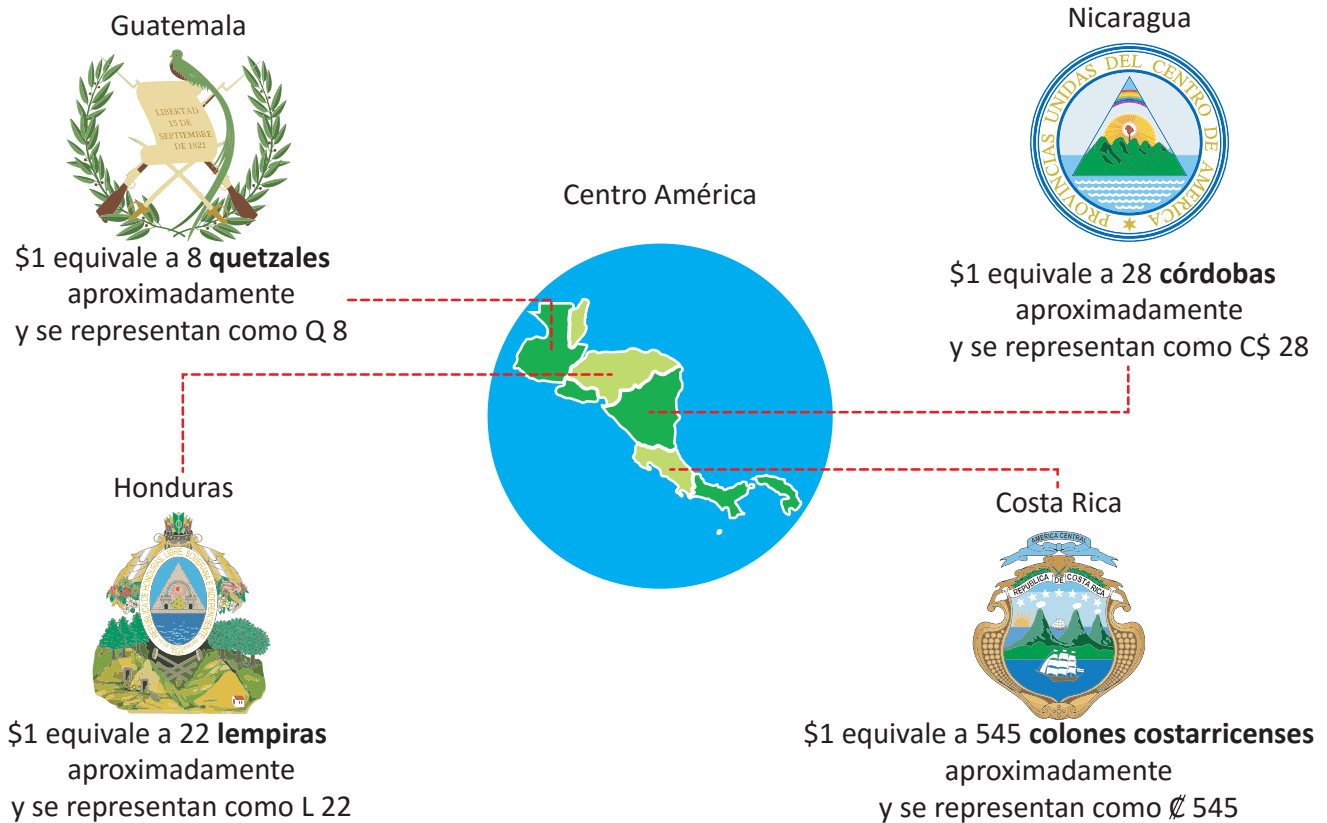 Guatemala
LIBERTAD
15 DE
SEPTIEMBRE
DE 1821
$1 equivale a 8 quetzales
aproximadamente
y se representan como Q 8
Nicaragua
PROVINCIAS UNIDAS DEL CENTRO DE AMERICA
$1 equivale a 28 córdobas
aproximadamente
y se representan como C$ 28
Centro América
Honduras
$1 equivale a 22 lempiras
aproximadamente
y se representan como L 22
Costa Rica
AMERICA CENTRAL
REPUBLICA DE COSTA RICA
$1 equivale a 545 colones costarricenses
aproximadamente
y se representan como ₡ 545